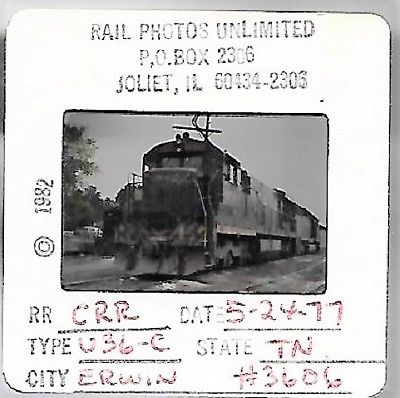 RAIL PHOTOS UNLIMITED
P.O.BOX 2306
JOLIET, IL 60434-2306
© 1982
RR CRR DATE 5-24-77
TYPE U36-C STATE TN.
CITY ERWIN #3606